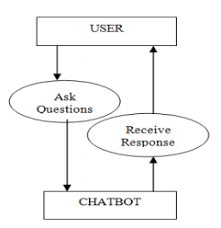 USER
Ask
Questions
Receive
Response
CHATBOT